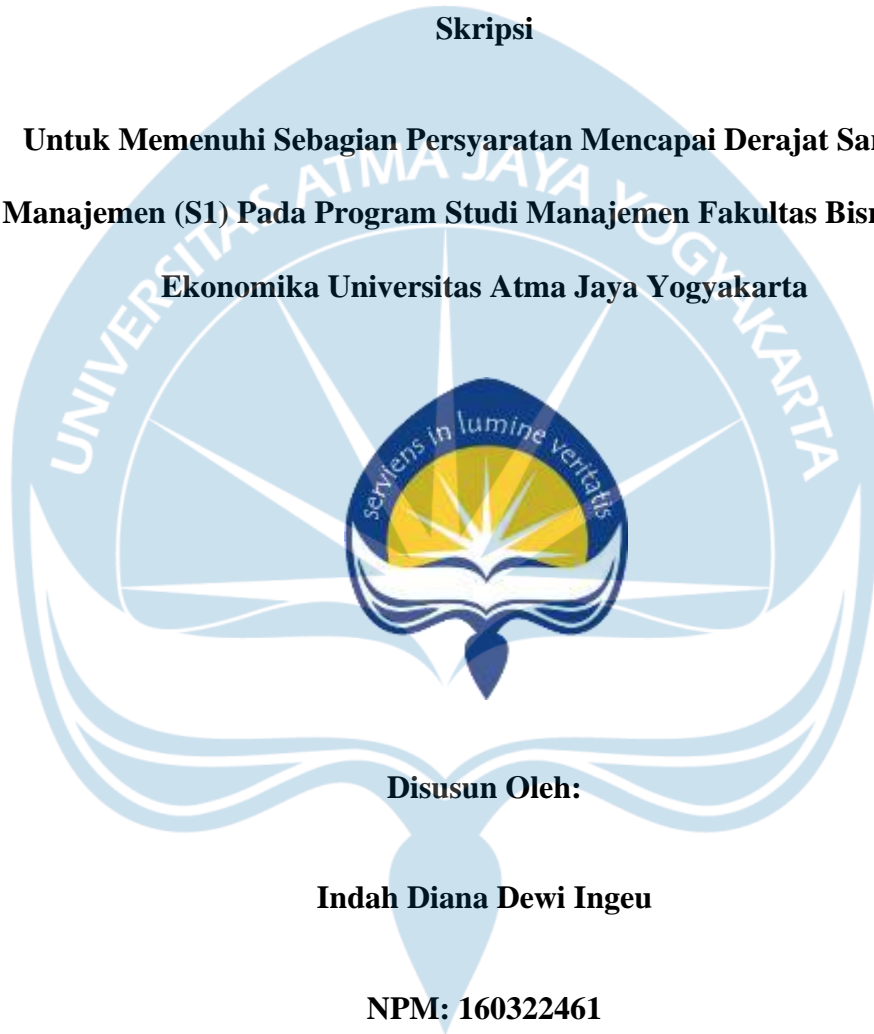 Skripsi
Untuk Memenuhi Sebagian Persyaratan Mencapai Derajat
Manajemen (S1) Pada Program Studi Manajemen Fakultas
Ekonomika Universitas Atma Jaya Yogyakarta
UNIVERSITAS ATMA JAYA YOGYAKARTA
serviens in lumine veritatis
Disusun Oleh:
Indah Diana Dewi Ingeu
NPM: 160322461